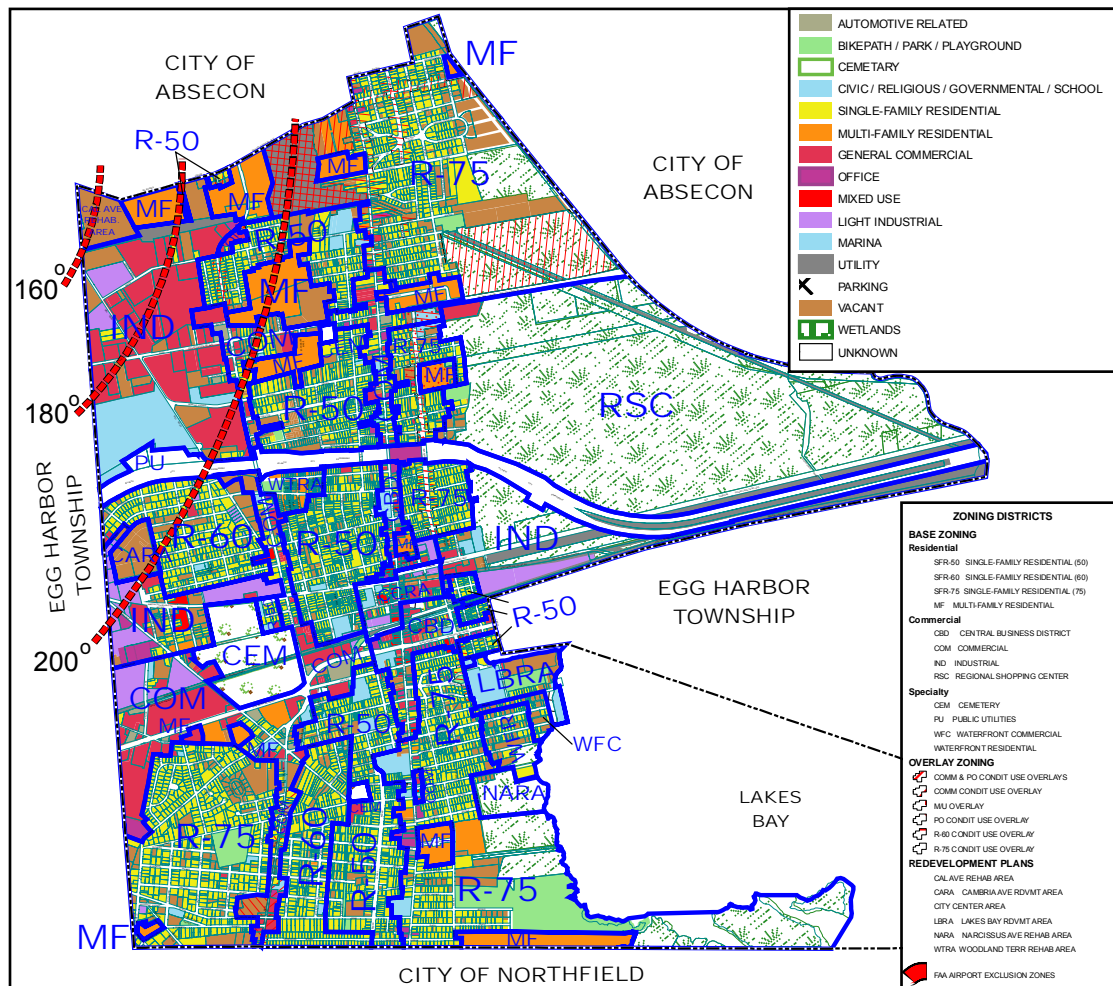 CITY OF
ABSECON
MF
R-50
CITY OF
ABSECON
AUTOMOTIVE RELATED
BIKEPATH / PARK / PLAYGROUND
CEMETARY
CIVIC / RELIGIOUS / GOVERNMENTAL / SCHOOL
SINGLE-FAMILY RESIDENTIAL
MULTI-FAMILY RESIDENTIAL
GENERAL COMMERCIAL
OFFICE
MIXED USE
LIGHT INDUSTRIAL
MARINA
UTILITY
PARKING
VACANT
WETLANDS
UNKNOWN
MF
R-75
CAL AVE
REHAB.
AREA
MF
MF
R-50
160°
MF
MF
IND
COM
MF
R-75
MF
RSC
R-50
180°
PU
EGG HARBOR
TOWNSHIP
WTRA
R-75
R-60
R-50
CAR
MF
IND
CARA
IND
R-50
CBD
EGG HARBOR
TOWNSHIP
200°
CEM
COM
COM
LBRA
R-75
MF
MF
R-50
WFC
NARA
LAKES
BAY
R-75
R-60
R-50
MF
R-75
MF
MF
CITY OF NORTHFIELD
ZONING DISTRICTS
BASE ZONING
Residential
SFR-50 SINGLE-FAMILY RESIDENTIAL (50)
SFR-60 SINGLE-FAMILY RESIDENTIAL (60)
SFR-75 SINGLE-FAMILY RESIDENTIAL (75)
MF MULTI-FAMILY RESIDENTIAL
Commercial
CBD CENTRAL BUSINESS DISTRICT
COM COMMERCIAL
IND INDUSTRIAL
RSC REGIONAL SHOPPING CENTER
Specialty
CEM CEMETERY
PU PUBLIC UTILITIES
WFC WATERFRONT COMMERCIAL
WATERFRONT RESIDENTIAL
OVERLAY ZONING
COMM & PO CONDIT USE OVERLAYS
COMM CONDIT USE OVERLAY
M/U OVERLAY
PO CONDIT USE OVERLAY
R-60 CONDIT USE OVERLAY
R-75 CONDIT USE OVERLAY
REDEVELOPMENT PLANS
CAL AVE REHAB AREA
CARA CAMBRIA AVE RDVMT AREA
CITY CENTER AREA
LBRA LAKES BAY RDVMT AREA
NARA NARCISSUS AVE REHAB AREA
WTRA WOODLAND TERR REHAB AREA
FAA AIRPORT EXCLUSION ZONES